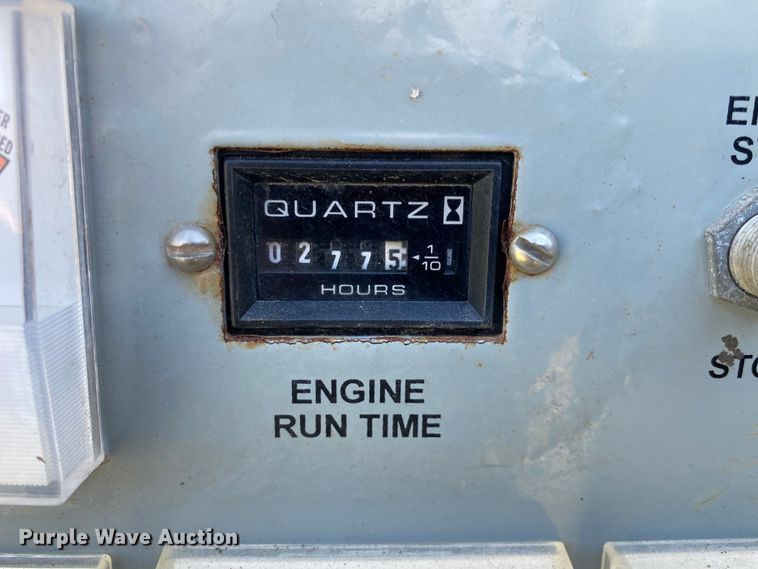 QUARTZ
0 2 7 7 5 1/10
HOURS
ENGINE
RUN TIME
Purple Wave Auction